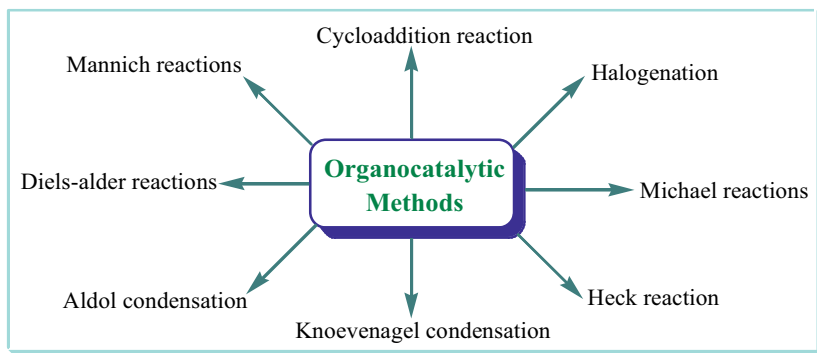 Cycloaddition reaction
Mannich reactions
Halogenation
Organocatalytic
Methods
Diels-alder reactions
Michael reactions
Aldol condensation
Heck reaction
Knoevenagel condensation